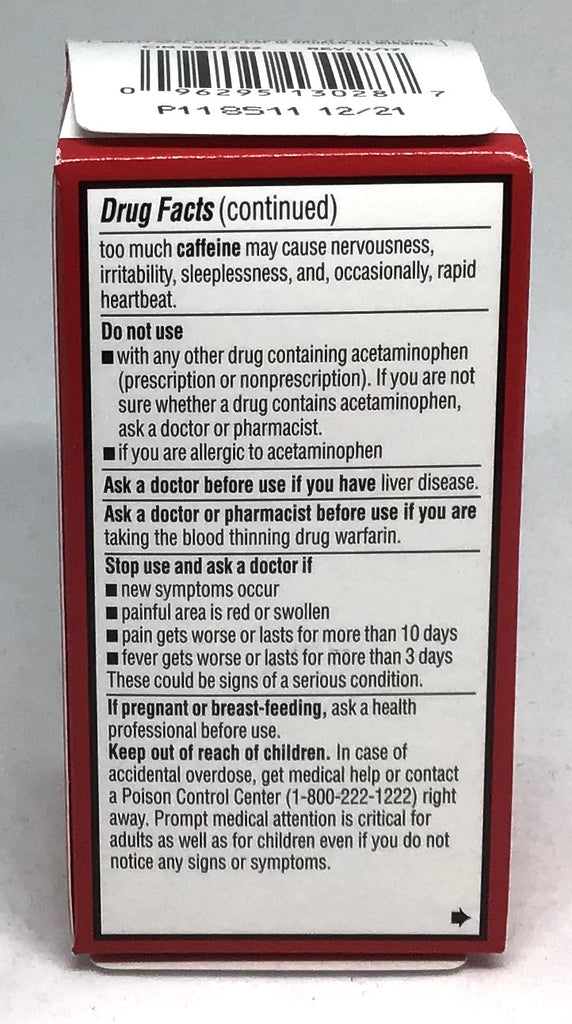 REV. 11/17
0 96295 13028 7
P118511 12/21
Drug Facts (continued)
too much caffeine may cause nervousness,
irritability, sleeplessness, and, occasionally, rapid
heartbeat.
Do not use
■ with any other drug containing acetaminophen
(prescription or nonprescription). If you are not
sure whether a drug contains acetaminophen,
ask a doctor or pharmacist.
■ if you are allergic to acetaminophen
Ask a doctor before use if you have liver disease.
Ask a doctor or pharmacist before use if you are
taking the blood thinning drug warfarin.
Stop use and ask a doctor if
■ new symptoms occur
■ painful area is red or swollen
■ pain gets worse or lasts for more than 10 days
■ fever gets worse or lasts for more than 3 days
These could be signs of a serious condition.
If pregnant or breast-feeding, ask a health
professional before use.
Keep out of reach of children. In case of
accidental overdose, get medical help or contact
a Poison Control Center (1-800-222-1222) right
away. Prompt medical attention is critical for
adults as well as for children even if you do not
notice any signs or symptoms.